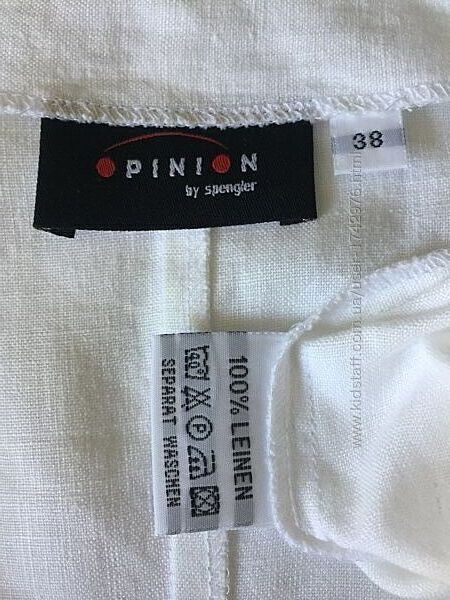 OPINION
by spengler
38
100% LEINEN
SEPARAT WASCHEN